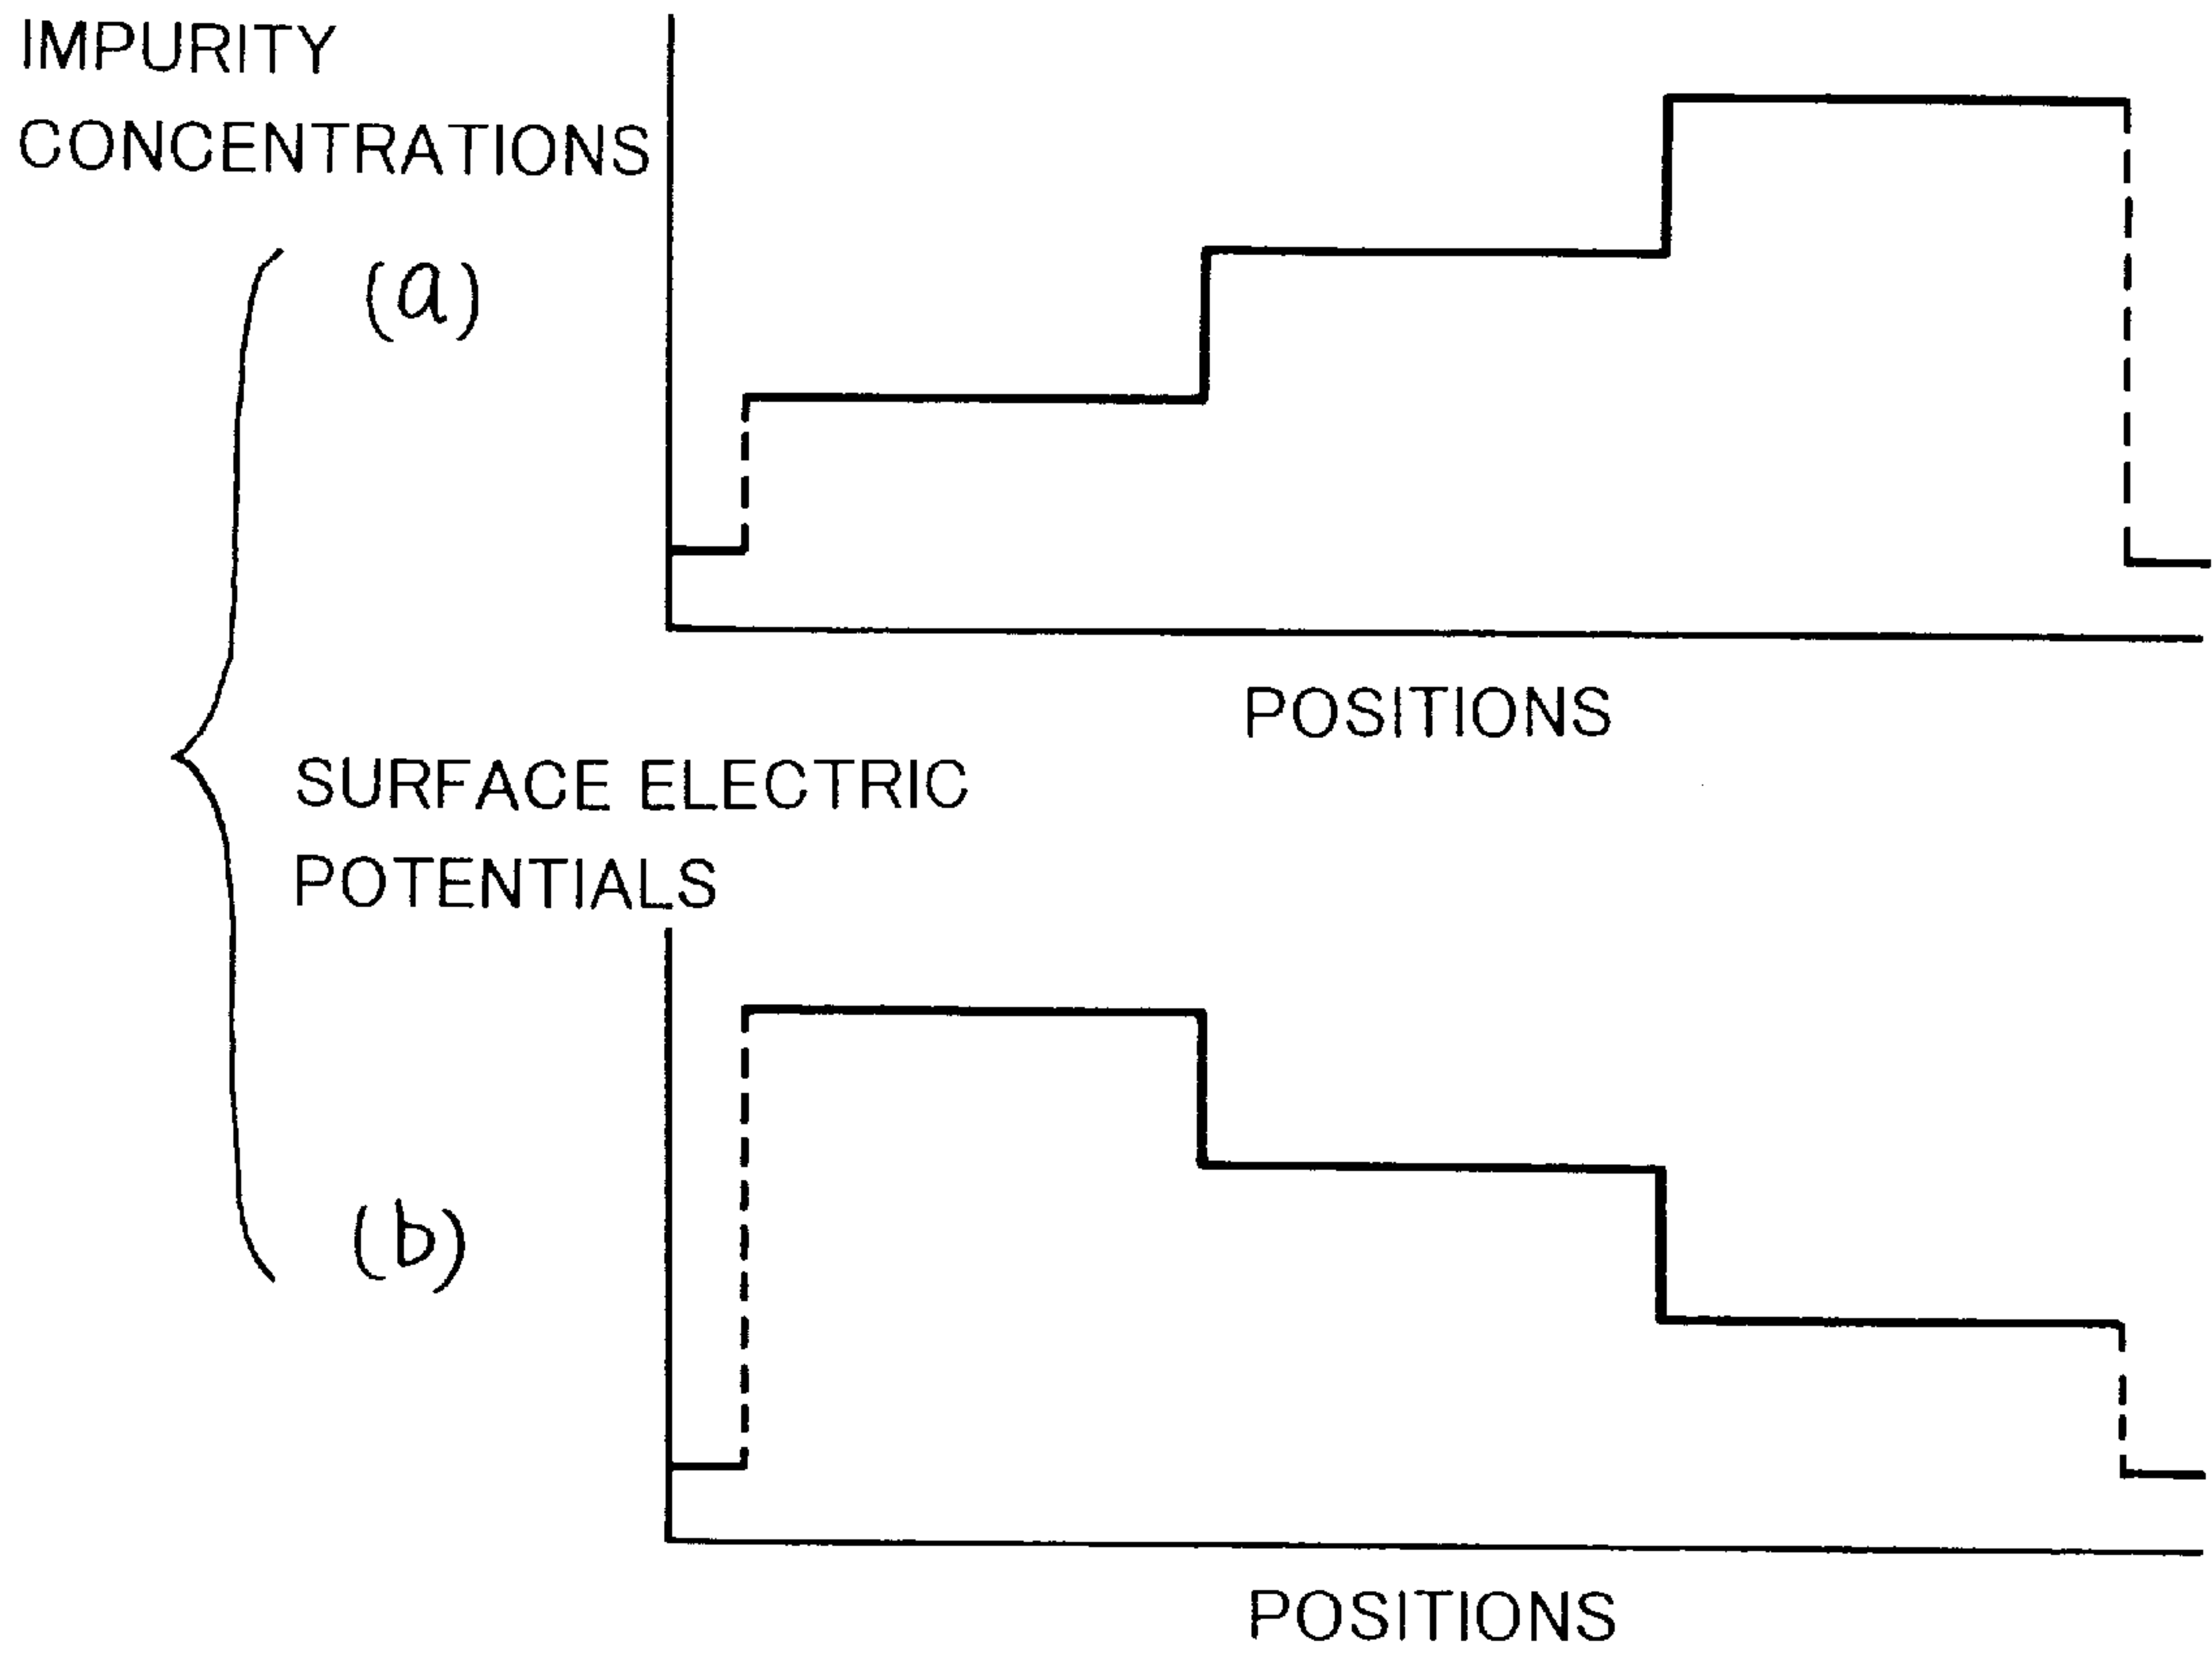 IMPURITY
CONCENTRATIONS
(a)
POSITIONS
SURFACE ELECTRIC
POTENTIALS
(b)
POSITIONS